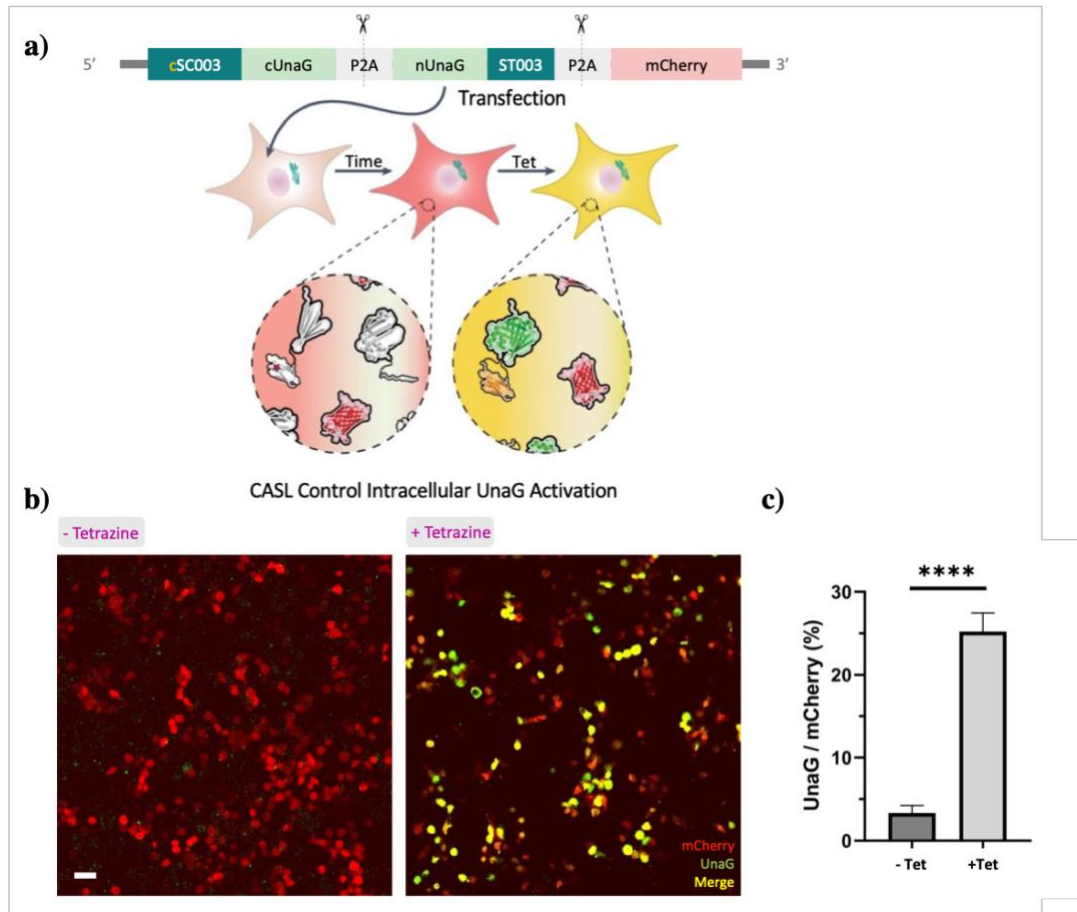 a)
5’ cSC003 cUnaG P2A nUnaG ST003 P2A mCherry 3’
Transfection
Time Tet
CASL Control Intracellular UnaG Activation
b)
- Tetrazine + Tetrazine
mCherry
UnaG
Merge
c)
****
UnaG / mCherry (%)
30
20
10
0
- Tet +Tet